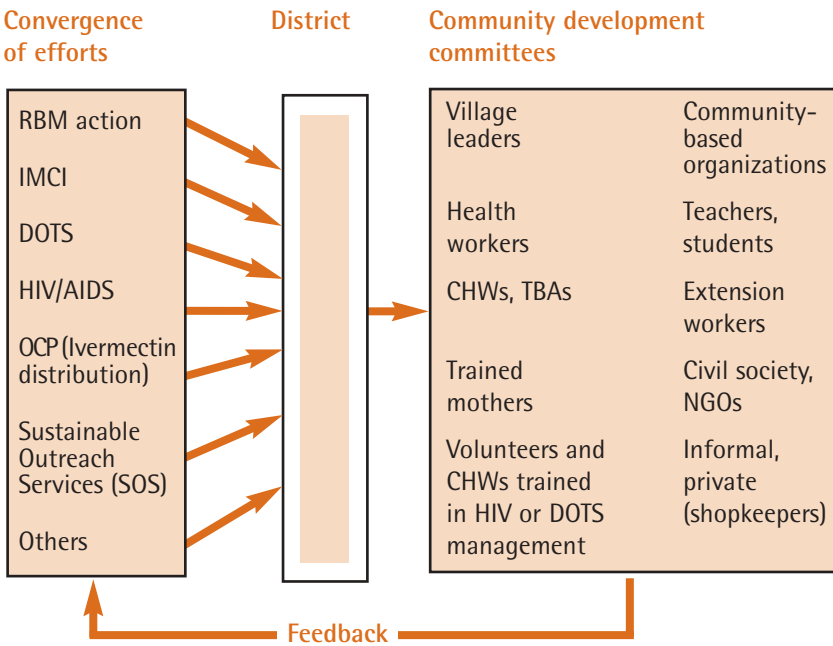 Convergence
of efforts
District
Community development
committees
RBM action
IMCI
DOTS
HIV/AIDS
OCP (Ivermectin
distribution)
Sustainable
Outreach
Services (SOS)
Others
Village
leaders
Health
workers
CHWs, TBAs
Trained
mothers
Volunteers and
CHWs trained
in HIV or DOTS
management
Community-
based
organizations
Teachers,
students
Extension
workers
Civil society,
NGOs
Informal,
private
(shopkeepers)
Feedback